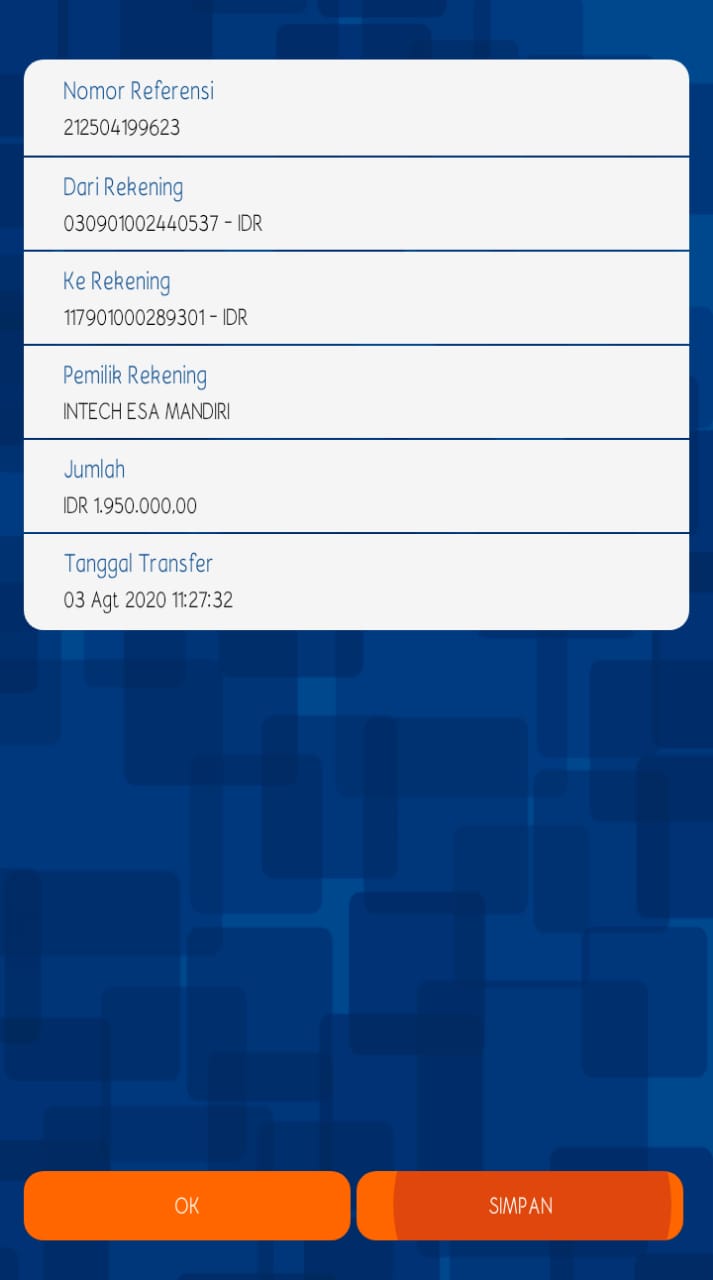 Nomor Referensi
212504199623
Dari Rekening
030901002440537 - IDR
Ke Rekening
117901000289301 - IDR
Pemilik Rekening
INTECH ESA MANDIRI
Jumlah
IDR 1.950.000,00
Tanggal Transfer
03 Agt 2020 11:27:32
OK
SIMPAN